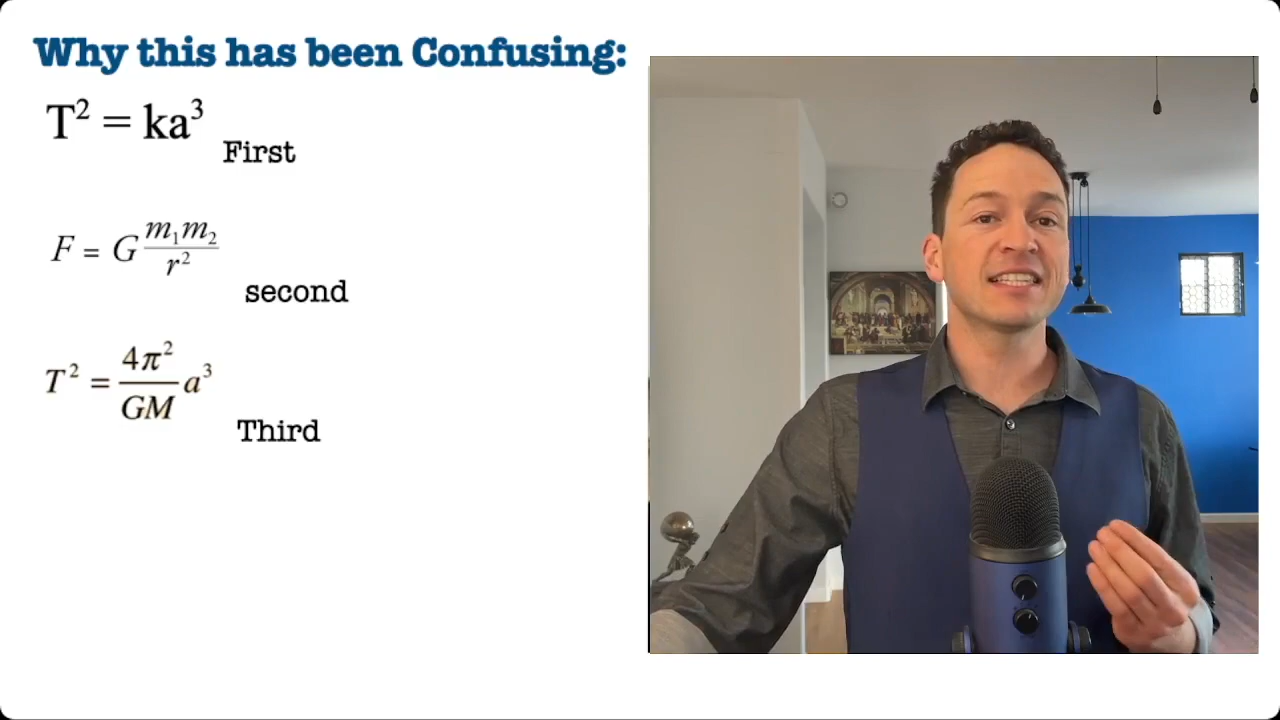 Why this has been Confusing:
T² = ka³
First
F = G m₁m₂ / r²
second
T² = 4π² / GM a³
Third